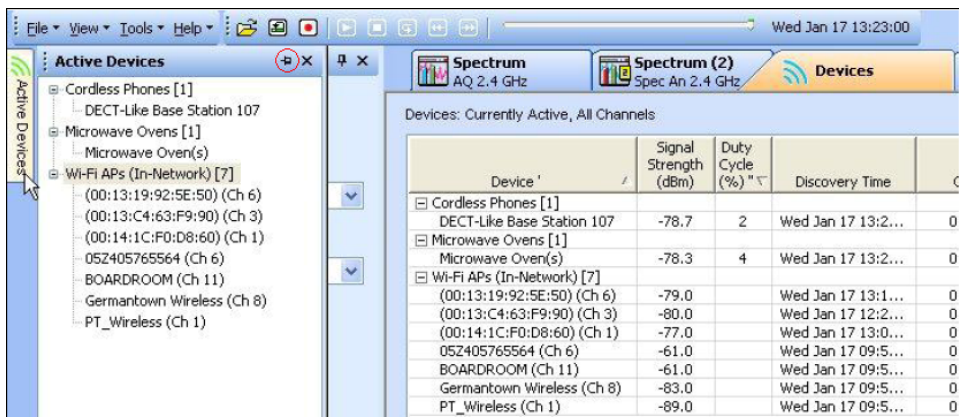 File View Tools Help Wed Jan 17 13:23:00
Active Devices
Active Devices
Cordless Phones [1]
DECT-Like Base Station 107
Microwave Ovens [1]
Microwave Oven(s)
Wi-Fi APs (In-Network) [7]
(00:13:19:92:5E:50) (Ch 6)
(00:13:C4:63:F9:90) (Ch 3)
(00:14:1C:F0:D8:60) (Ch 1)
05Z405765564 (Ch 6)
BOARDROOM (Ch 11)
Germantown Wireless (Ch 8)
PT_Wireless (Ch 1)
Spectrum
AQ 2.4 GHz
Spectrum (2)
Spec An 2.4 GHz
Devices
Devices: Currently Active, All Channels
Device ' Signal Strength (dBm) Duty Cycle (%) " Discovery Time
Cordless Phones [1]
DECT-Like Base Station 107 -78.7 2 Wed Jan 17 13:2... 0
Microwave Ovens [1]
Microwave Oven(s) -78.3 4 Wed Jan 17 13:2... 0
Wi-Fi APs (In-Network) [7]
(00:13:19:92:5E:50) (Ch 6) -79.0 Wed Jan 17 13:1... 0
(00:13:C4:63:F9:90) (Ch 3) -80.0 Wed Jan 17 12:2... 0
(00:14:1C:F0:D8:60) (Ch 1) -77.0 Wed Jan 17 13:0... 0
05Z405765564 (Ch 6) -61.0 Wed Jan 17 09:5... 0
BOARDROOM (Ch 11) -61.0 Wed Jan 17 09:5... 0
Germantown Wireless (Ch 8) -83.0 Wed Jan 17 09:5... 0
PT_Wireless (Ch 1) -89.0 Wed Jan 17 09:5... 0